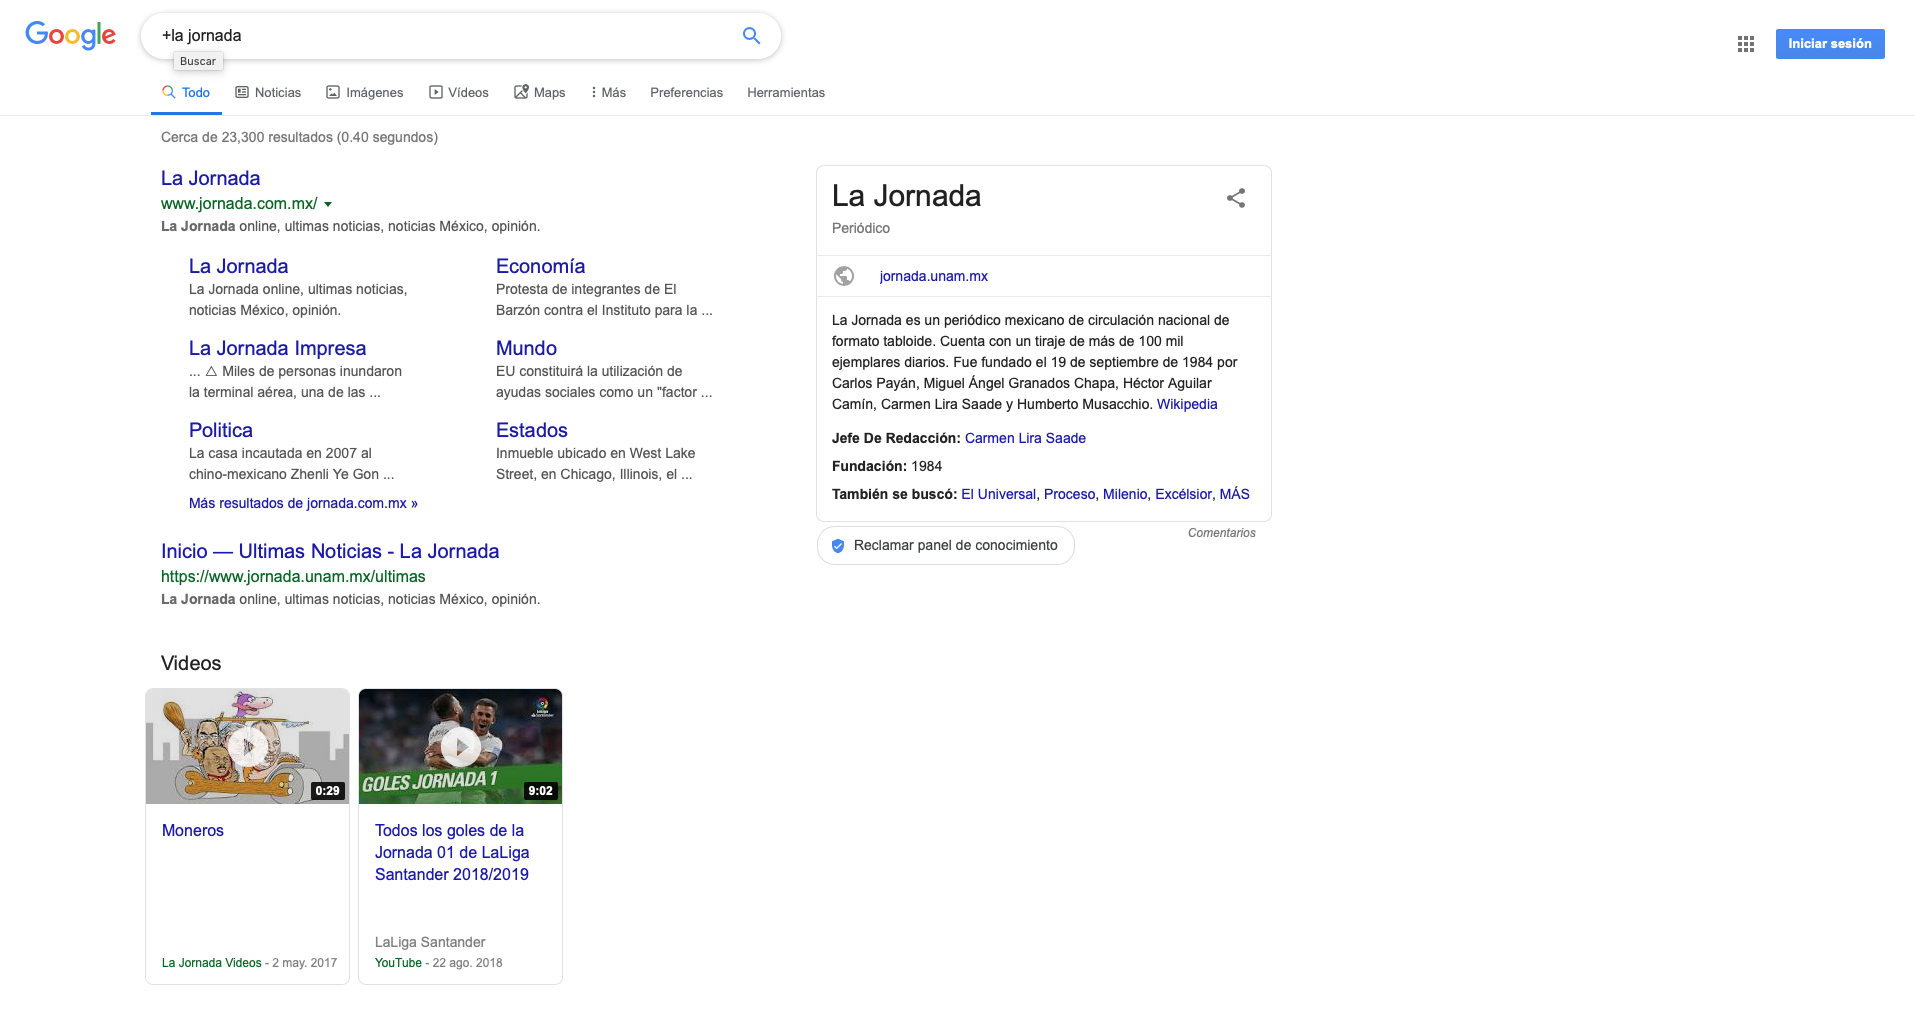 Google
+la jornada
Buscar
Iniciar sesión
Todo
Noticias
Imágenes
Vídeos
Maps
Más
Preferencias
Herramientas
Cerca de 23,300 resultados (0.40 segundos)
La Jornada
www.jornada.com.mx/
La Jornada online, ultimas noticias, noticias México, opinión.
La Jornada
La Jornada online, ultimas noticias,
noticias México, opinión.
Economía
Protesta de integrantes de El
Barzón contra el Instituto para la ...
La Jornada Impresa
... △ Miles de personas inundaron
la terminal aérea, una de las ...
Mundo
EU constituirá la utilización de
ayudas sociales como un "factor ...
Politica
La casa incautada en 2007 al
chino-mexicano Zhenli Ye Gon ...
Estados
Inmueble ubicado en West Lake
Street, en Chicago, Illinois, el ...
Más resultados de jornada.com.mx »
Inicio — Ultimas Noticias - La Jornada
https://www.jornada.unam.mx/ultimas
La Jornada online, ultimas noticias, noticias México, opinión.
Videos
0:29
Moneros
La Jornada Videos - 2 may. 2017
GOLES JORNADA 1
9:02
Todos los goles de la
Jornada 01 de LaLiga
Santander 2018/2019
LaLiga Santander
YouTube - 22 ago. 2018
La Jornada
Periódico
jornada.unam.mx
La Jornada es un periódico mexicano de circulación nacional de
formato tabloide. Cuenta con un tiraje de más de 100 mil
ejemplares diarios. Fue fundado el 19 de septiembre de 1984 por
Carlos Payán, Miguel Ángel Granados Chapa, Héctor Aguilar
Camín, Carmen Lira Saade y Humberto Musacchio. Wikipedia
Jefe De Redacción: Carmen Lira Saade
Fundación: 1984
También se buscó: El Universal, Proceso, Milenio, Excélsior, MÁS
Comentarios
Reclamar panel de conocimiento